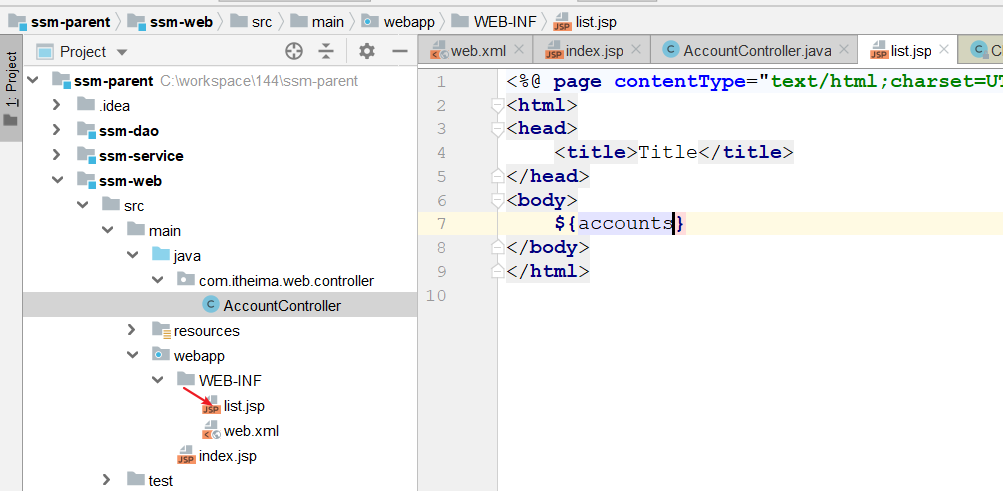 ssm-parent ssm-web src main webapp WEB-INF list.jsp
1: Project
Project
ssm-parent C:\workspace\144\ssm-parent
.idea
ssm-dao
ssm-service
ssm-web
src
main
java
com.itheima.web.controller
AccountController
resources
webapp
WEB-INF
list.jsp
web.xml
index.jsp
test
web.xml index.jsp AccountController.java list.jsp C
1 <%@ page contentType="text/html;charset=UT
2 <html>
3 <head>
4 <title>Title</title>
5 </head>
6 <body>
7 ${accounts}
8 </body>
9 </html>
10